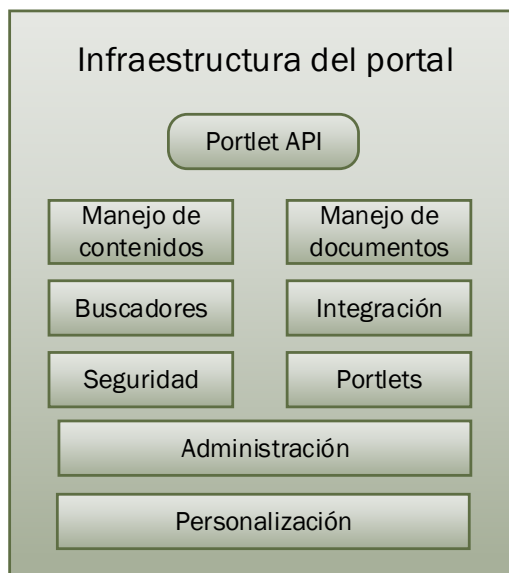 Infraestructura del portal
Portlet API
Manejo de
contenidos
Manejo de
documentos
Buscadores
Integración
Seguridad
Portlets
Administración
Personalización